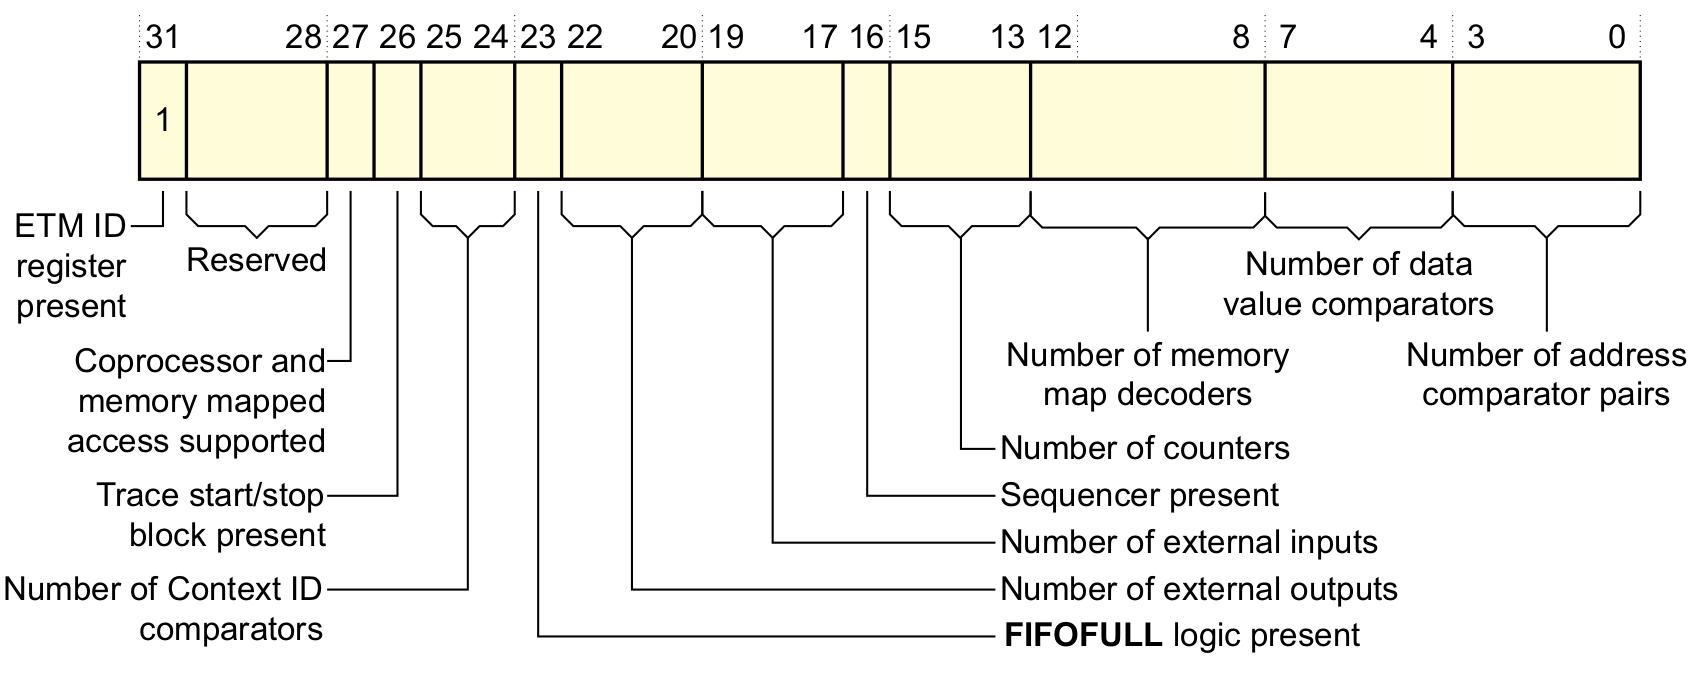 31 28 27 26 25 24 23 22 20 19 17 16 15 13 12 8 7 4 3 0
1
ETM ID
register
present
Reserved
Coprocessor and
memory mapped
access supported
Trace start/stop
block present
Number of Context ID
comparators
Number of data
value comparators
Number of memory
map decoders
Number of address
comparator pairs
Number of counters
Sequencer present
Number of external inputs
Number of external outputs
FIFOFULL logic present